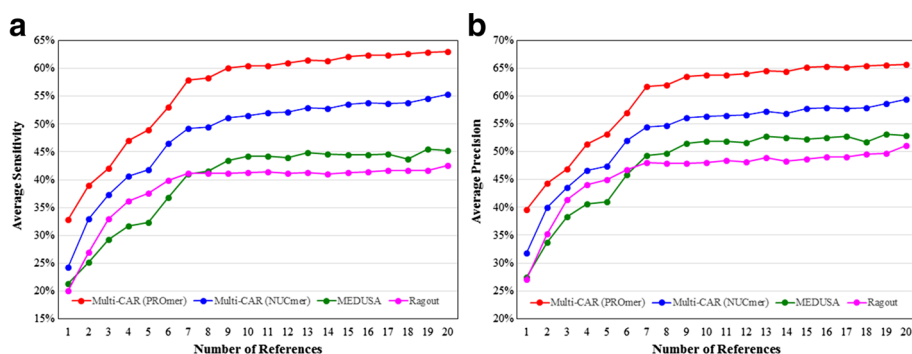 a
65%
60%
55%
50%
45%
40%
35%
30%
25%
20%
15%
Average Sensitivity
Multi-CAR (PROmer) Multi-CAR (NUCmer) MEDUSA Ragout
1 2 3 4 5 6 7 8 9 10 11 12 13 14 15 16 17 18 19 20
Number of References
b
70%
65%
60%
55%
50%
45%
40%
35%
30%
25%
20%
Average Precision
Multi-CAR (PROmer) Multi-CAR (NUCmer) MEDUSA Ragout
1 2 3 4 5 6 7 8 9 10 11 12 13 14 15 16 17 18 19 20
Number of References